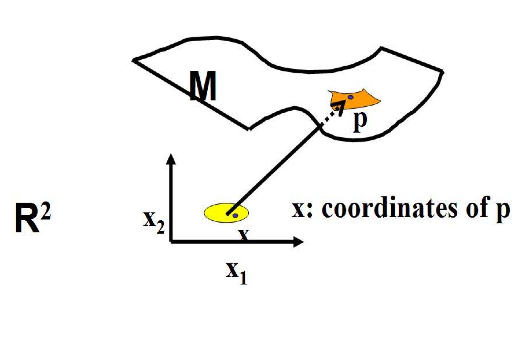 M
p
R²
x₂
x
x: coordinates of p
x₁